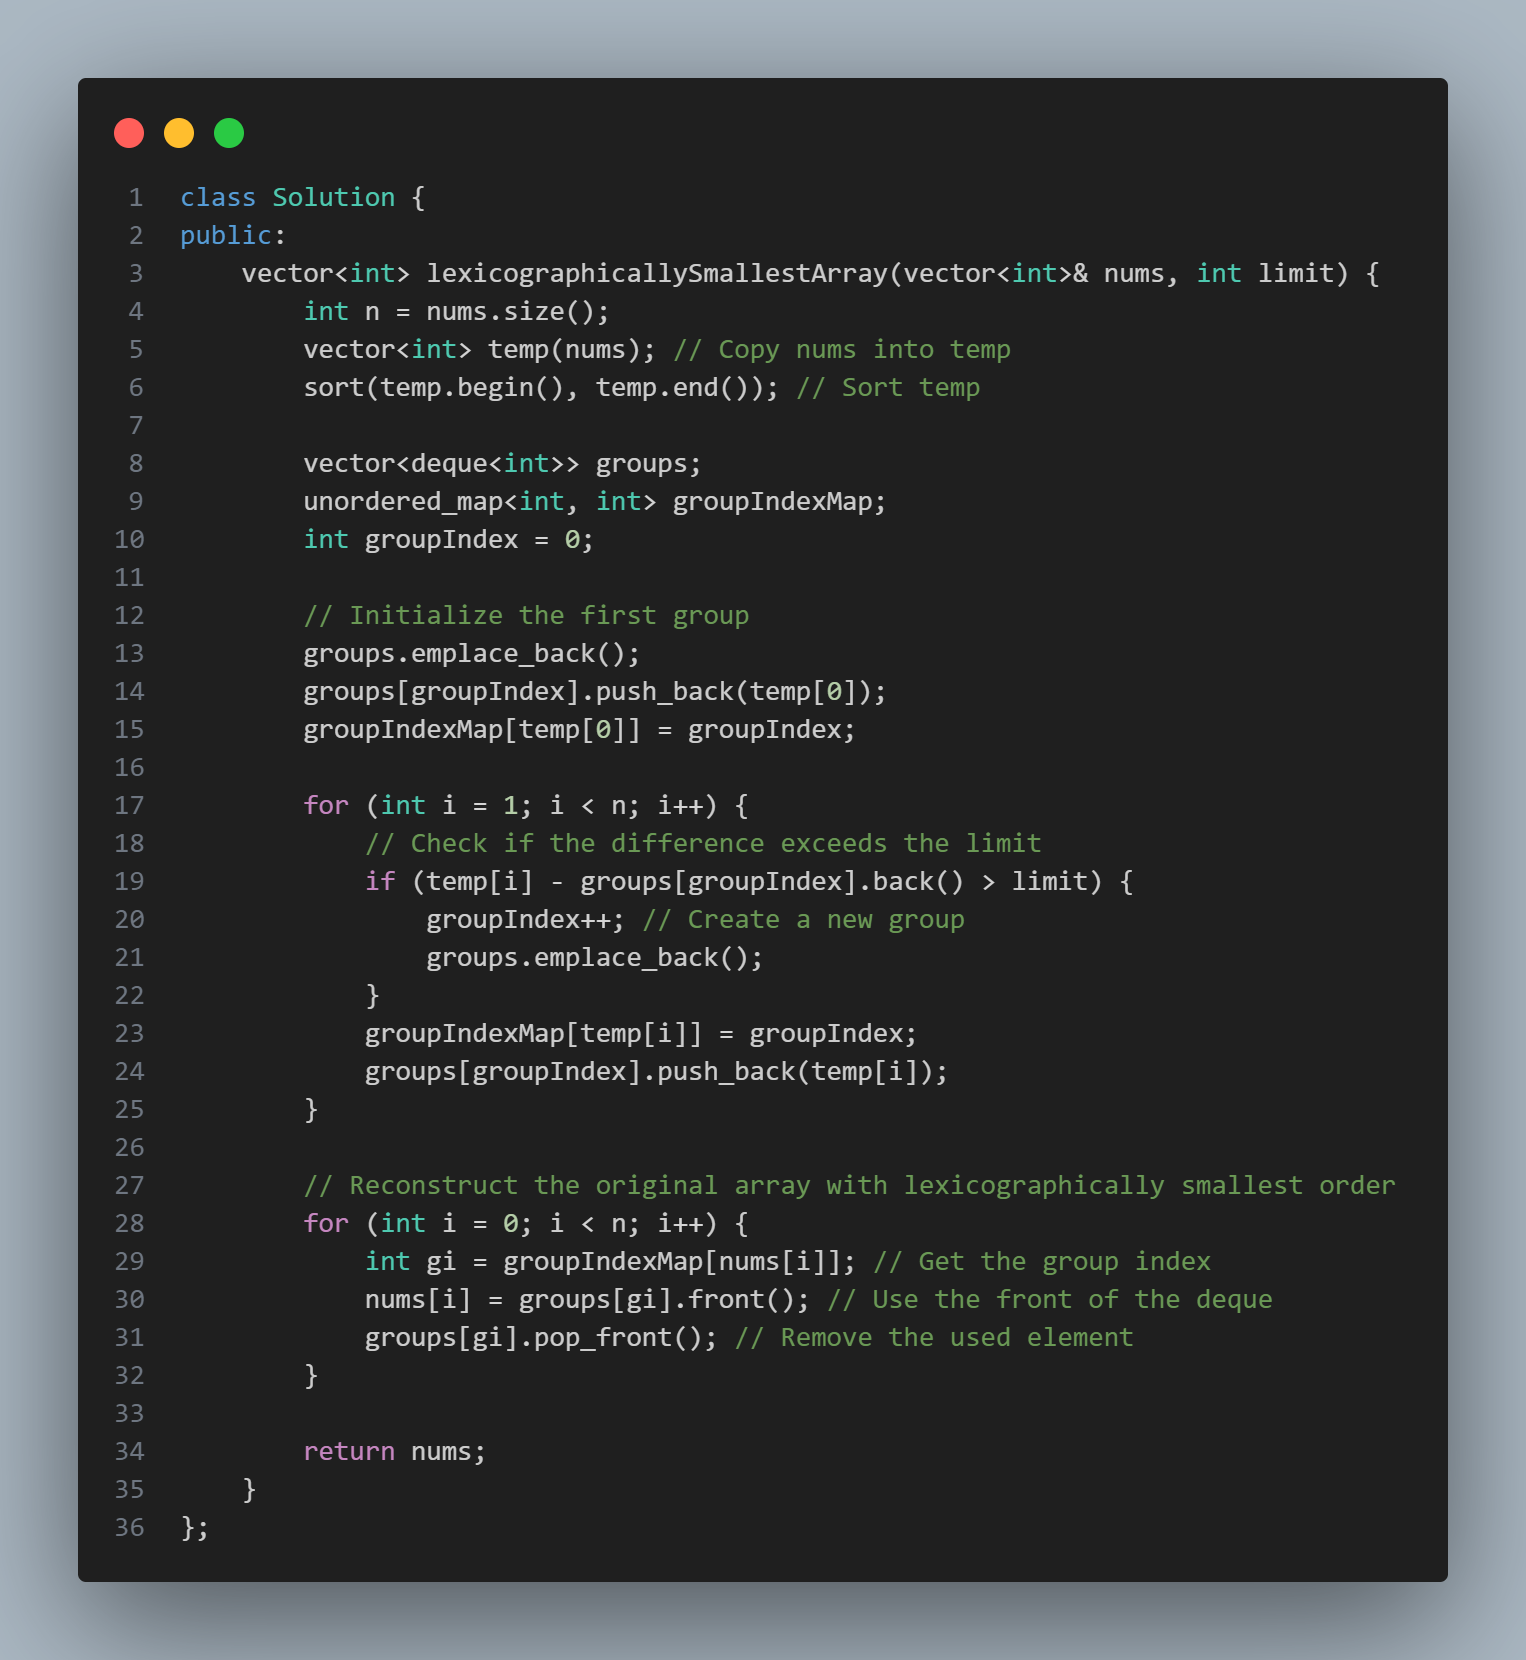 1 class Solution {
2 public:
3     vector<int> lexicographicallySmallestArray(vector<int>& nums, int limit) {
4         int n = nums.size();
5         vector<int> temp(nums); // Copy nums into temp
6         sort(temp.begin(), temp.end()); // Sort temp
7
8         vector<deque<int>> groups;
9         unordered_map<int, int> groupIndexMap;
10         int groupIndex = 0;
11
12         // Initialize the first group
13         groups.emplace_back();
14         groups[groupIndex].push_back(temp[0]);
15         groupIndexMap[temp[0]] = groupIndex;
16
17         for (int i = 1; i < n; i++) {
18             // Check if the difference exceeds the limit
19             if (temp[i] - groups[groupIndex].back() > limit) {
20                 groupIndex++; // Create a new group
21                 groups.emplace_back();
22             }
23             groupIndexMap[temp[i]] = groupIndex;
24             groups[groupIndex].push_back(temp[i]);
25         }
26
27         // Reconstruct the original array with lexicographically smallest order
28         for (int i = 0; i < n; i++) {
29             int gi = groupIndexMap[nums[i]]; // Get the group index
30             nums[i] = groups[gi].front(); // Use the front of the deque
31             groups[gi].pop_front(); // Remove the used element
32         }
33
34         return nums;
35     }
36 };